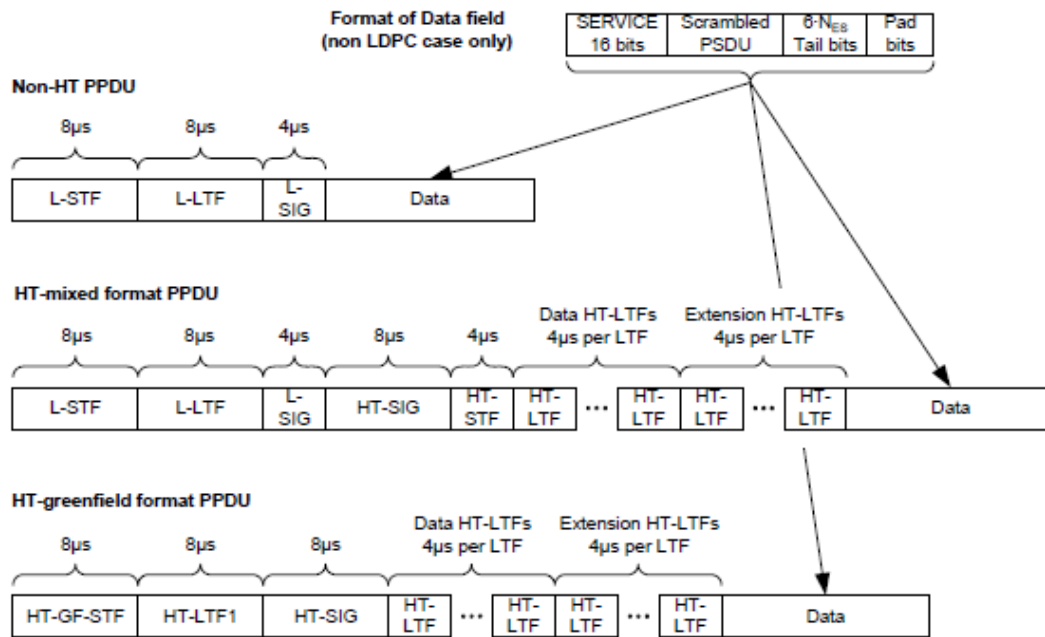 Format of Data field
(non LDPC case only)
SERVICE 16 bits
Scrambled PSDU
6·NES Tail bits
Pad bits
Non-HT PPDU
8µs 8µs 4µs
L-STF L-LTF L-SIG Data
HT-mixed format PPDU
Data HT-LTFs
4µs per LTF
Extension HT-LTFs
4µs per LTF
8µs 8µs 4µs 8µs 4µs
L-STF L-LTF L-SIG HT-SIG HT-STF HT-LTF ... HT-LTF HT-LTF ... HT-LTF Data
HT-greenfield format PPDU
Data HT-LTFs
4µs per LTF
Extension HT-LTFs
4µs per LTF
8µs 8µs 8µs
HT-GF-STF HT-LTF1 HT-SIG HT-LTF ... HT-LTF HT-LTF ... HT-LTF Data